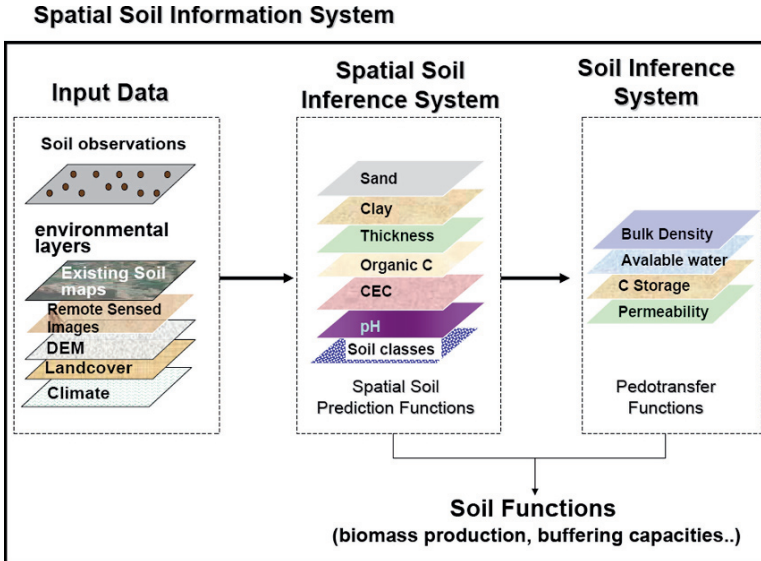 Spatial Soil Information System
Input Data
Soil observations
environmental
layers
Existing Soil
maps
Remote Sensed
Images
DEM
Landcover
Climate
Spatial Soil
Inference System
Sand
Clay
Thickness
Organic C
CEC
pH
Soil classes
Spatial Soil
Prediction Functions
Soil Inference
System
Bulk Density
Avalable water
C Storage
Permeability
Pedotransfer
Functions
Soil Functions
(biomass production, buffering capacities..)